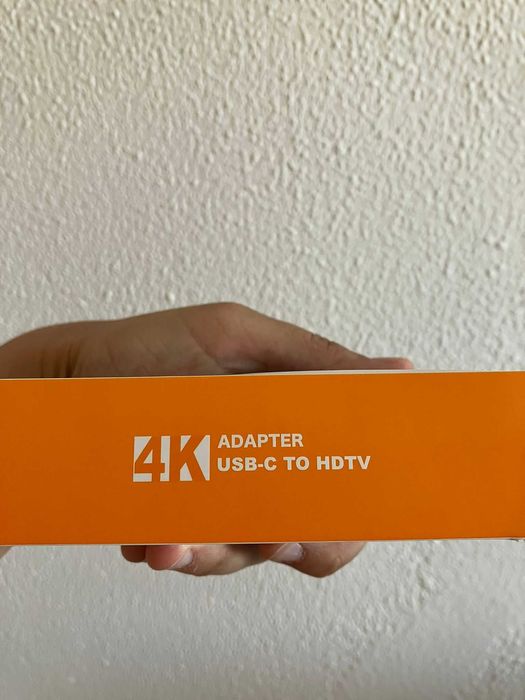 4K
ADAPTER
USB-C TO HDTV